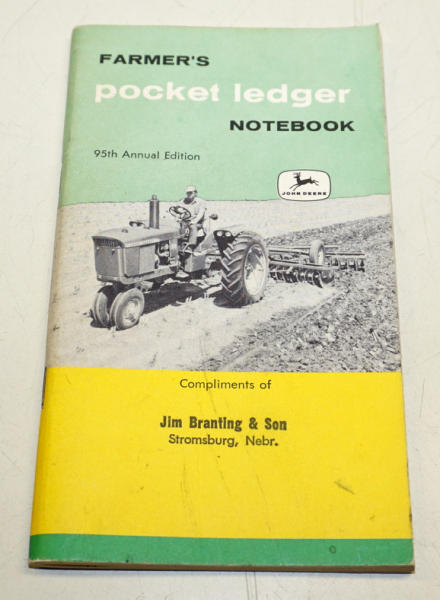 FARMER'S
pocket ledger
NOTEBOOK
95th Annual Edition
JOHN DEERE
Compliments of
Jim Branting & Son
Stromsburg, Nebr.